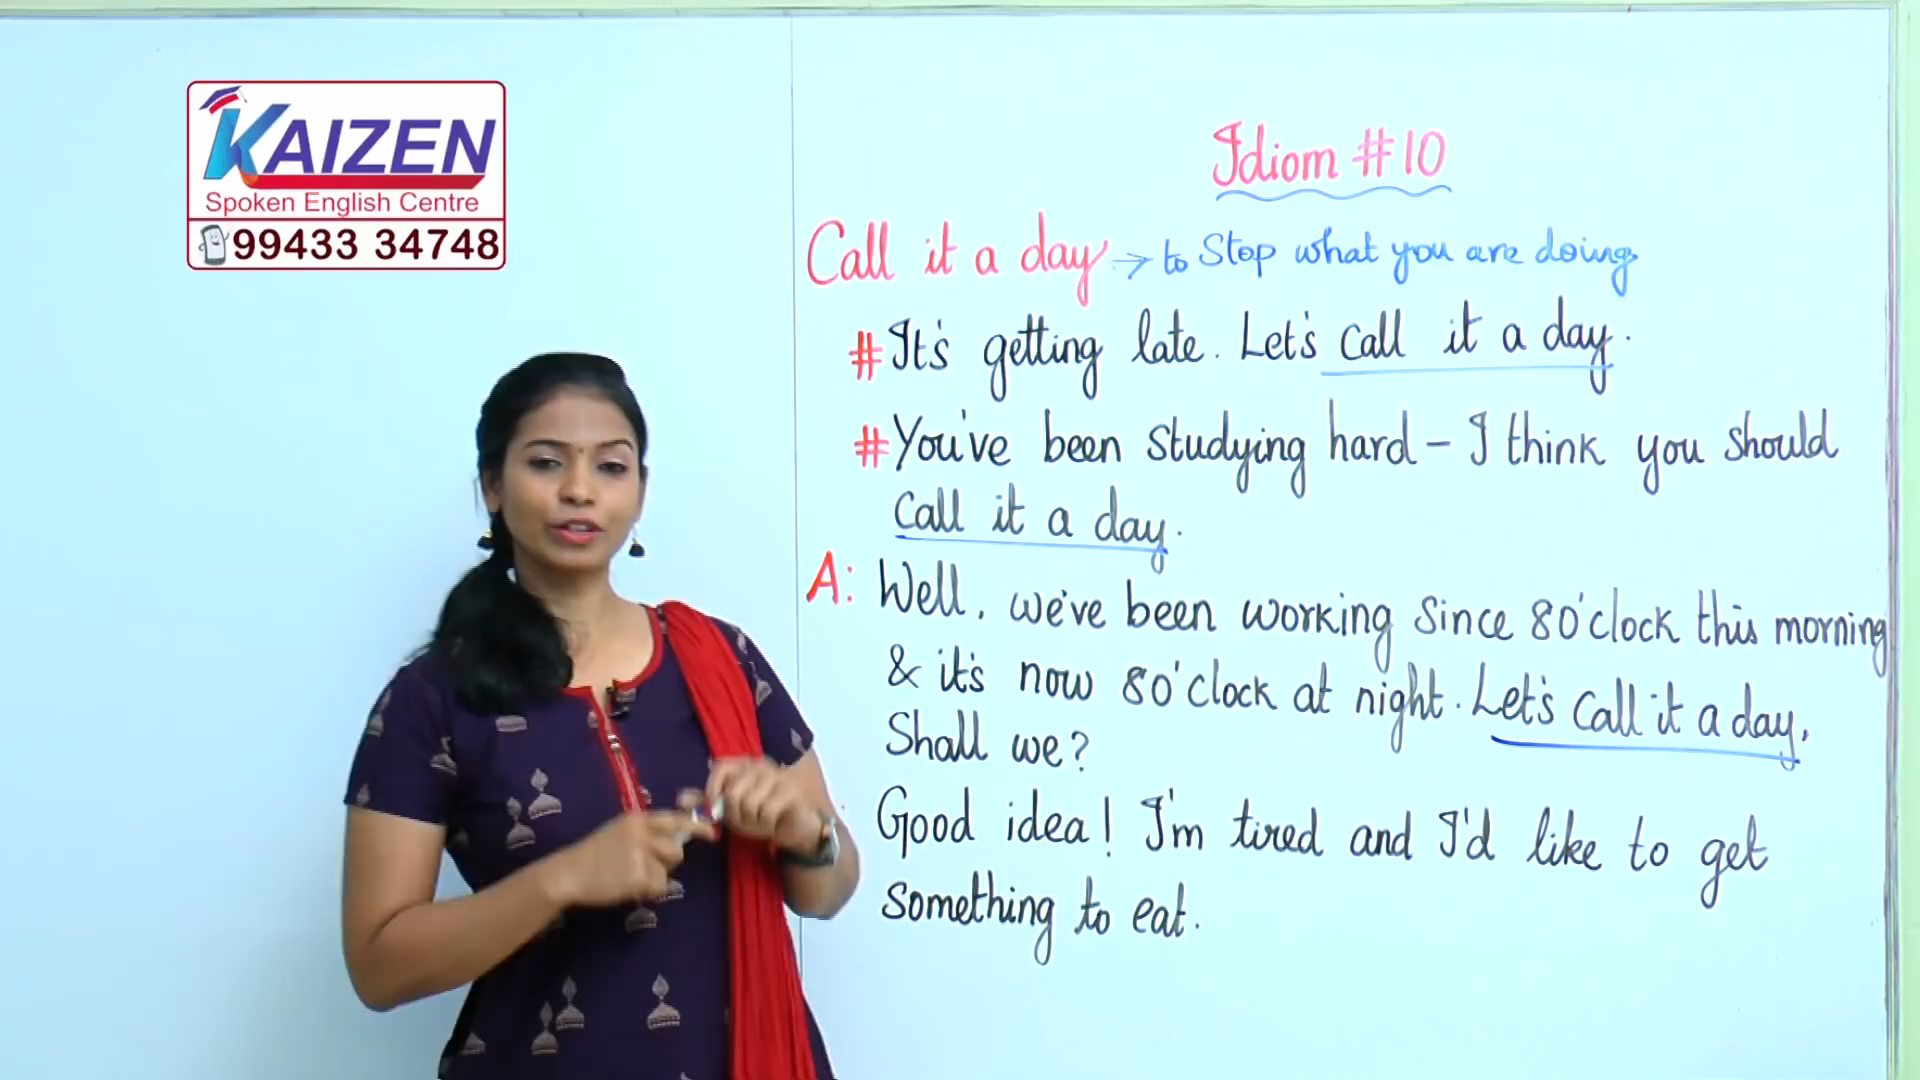 KAIZEN
Spoken English Centre
99433 34748
Idiom #10
Call it a day → to Stop what you are doing
# It's getting late. Let's call it a day.
# You've been studying hard – I think you should
call it a day.
A: Well, we've been working since 8 o'clock this morning
& it's now 8 o'clock at night. Let's call it a day,
Shall we?
Good idea! I'm tired and I'd like to get
something to eat.